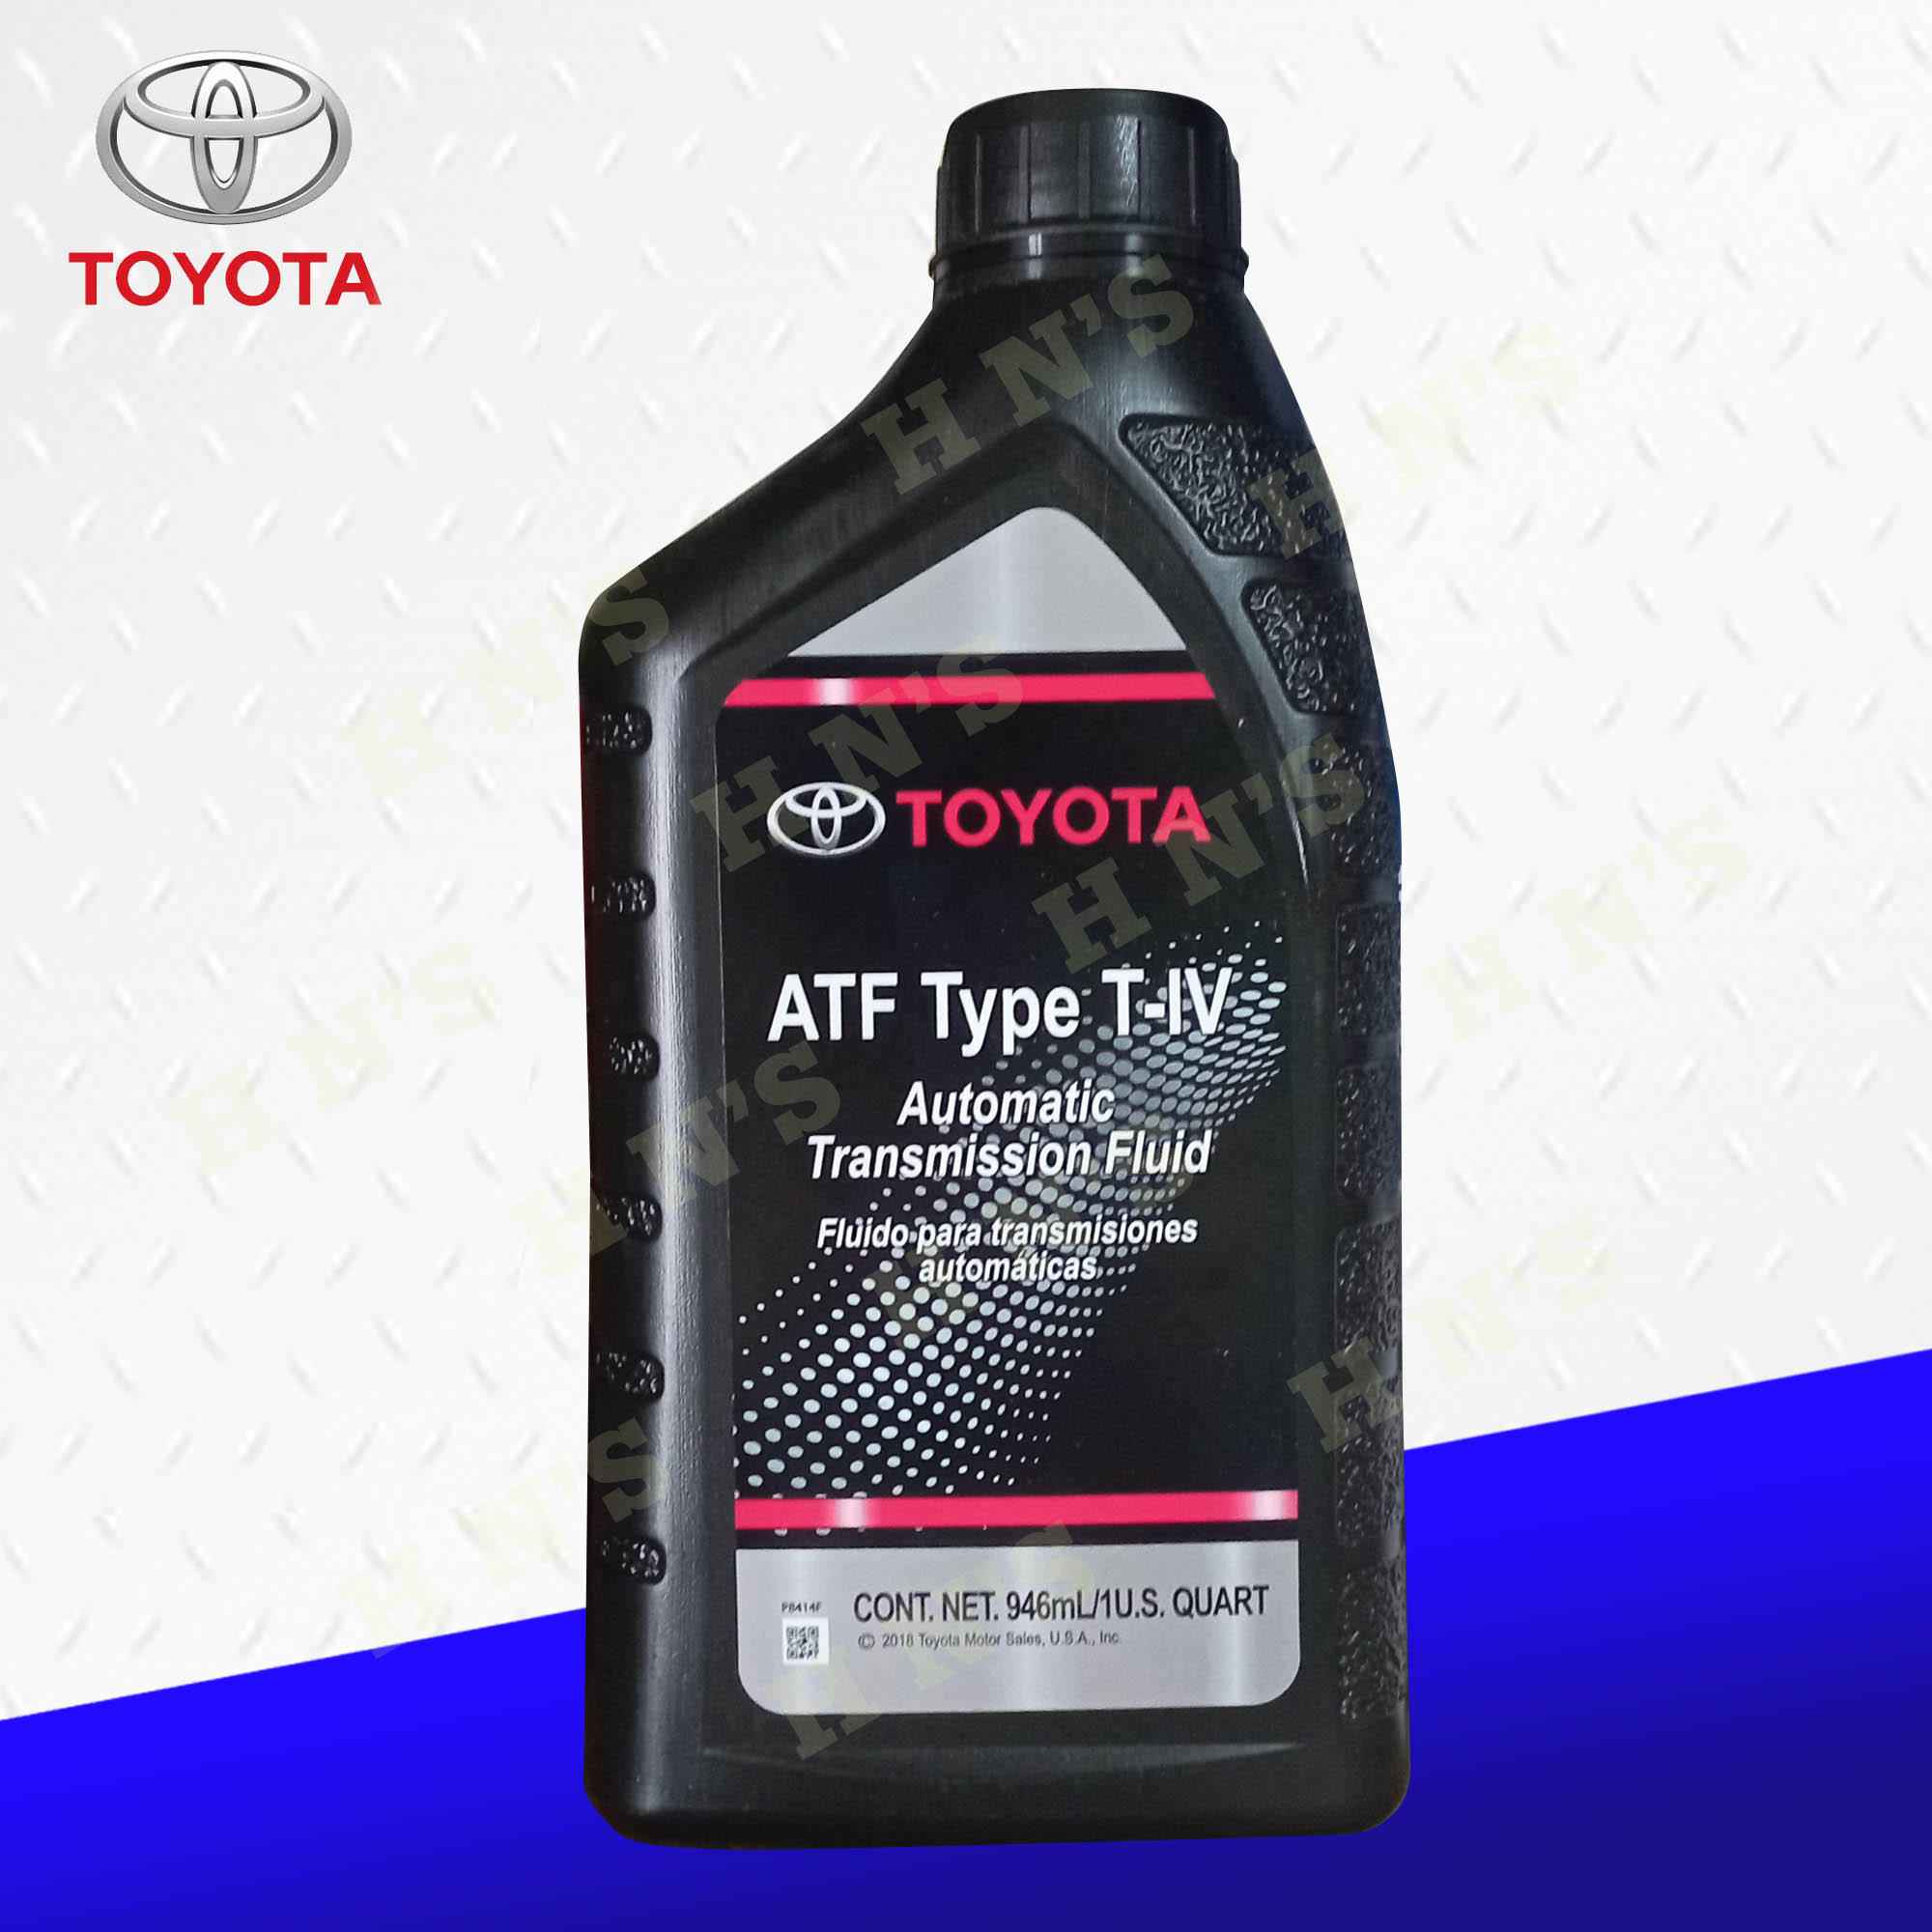 TOYOTA
H N'S
H N'S
H N'S
H N'S
TOYOTA
H N'S
H N'S
ATF Type T-IV
H N'S
H N'S
Automatic
Transmission Fluid
H N'S
Fluido para transmisiones
automáticas
H N'S
H N'S
CONT. NET. 946mL/1U.S. QUART
P8414F
© 2018 Toyota Motor Sales, U.S.A., Inc.
H N'S